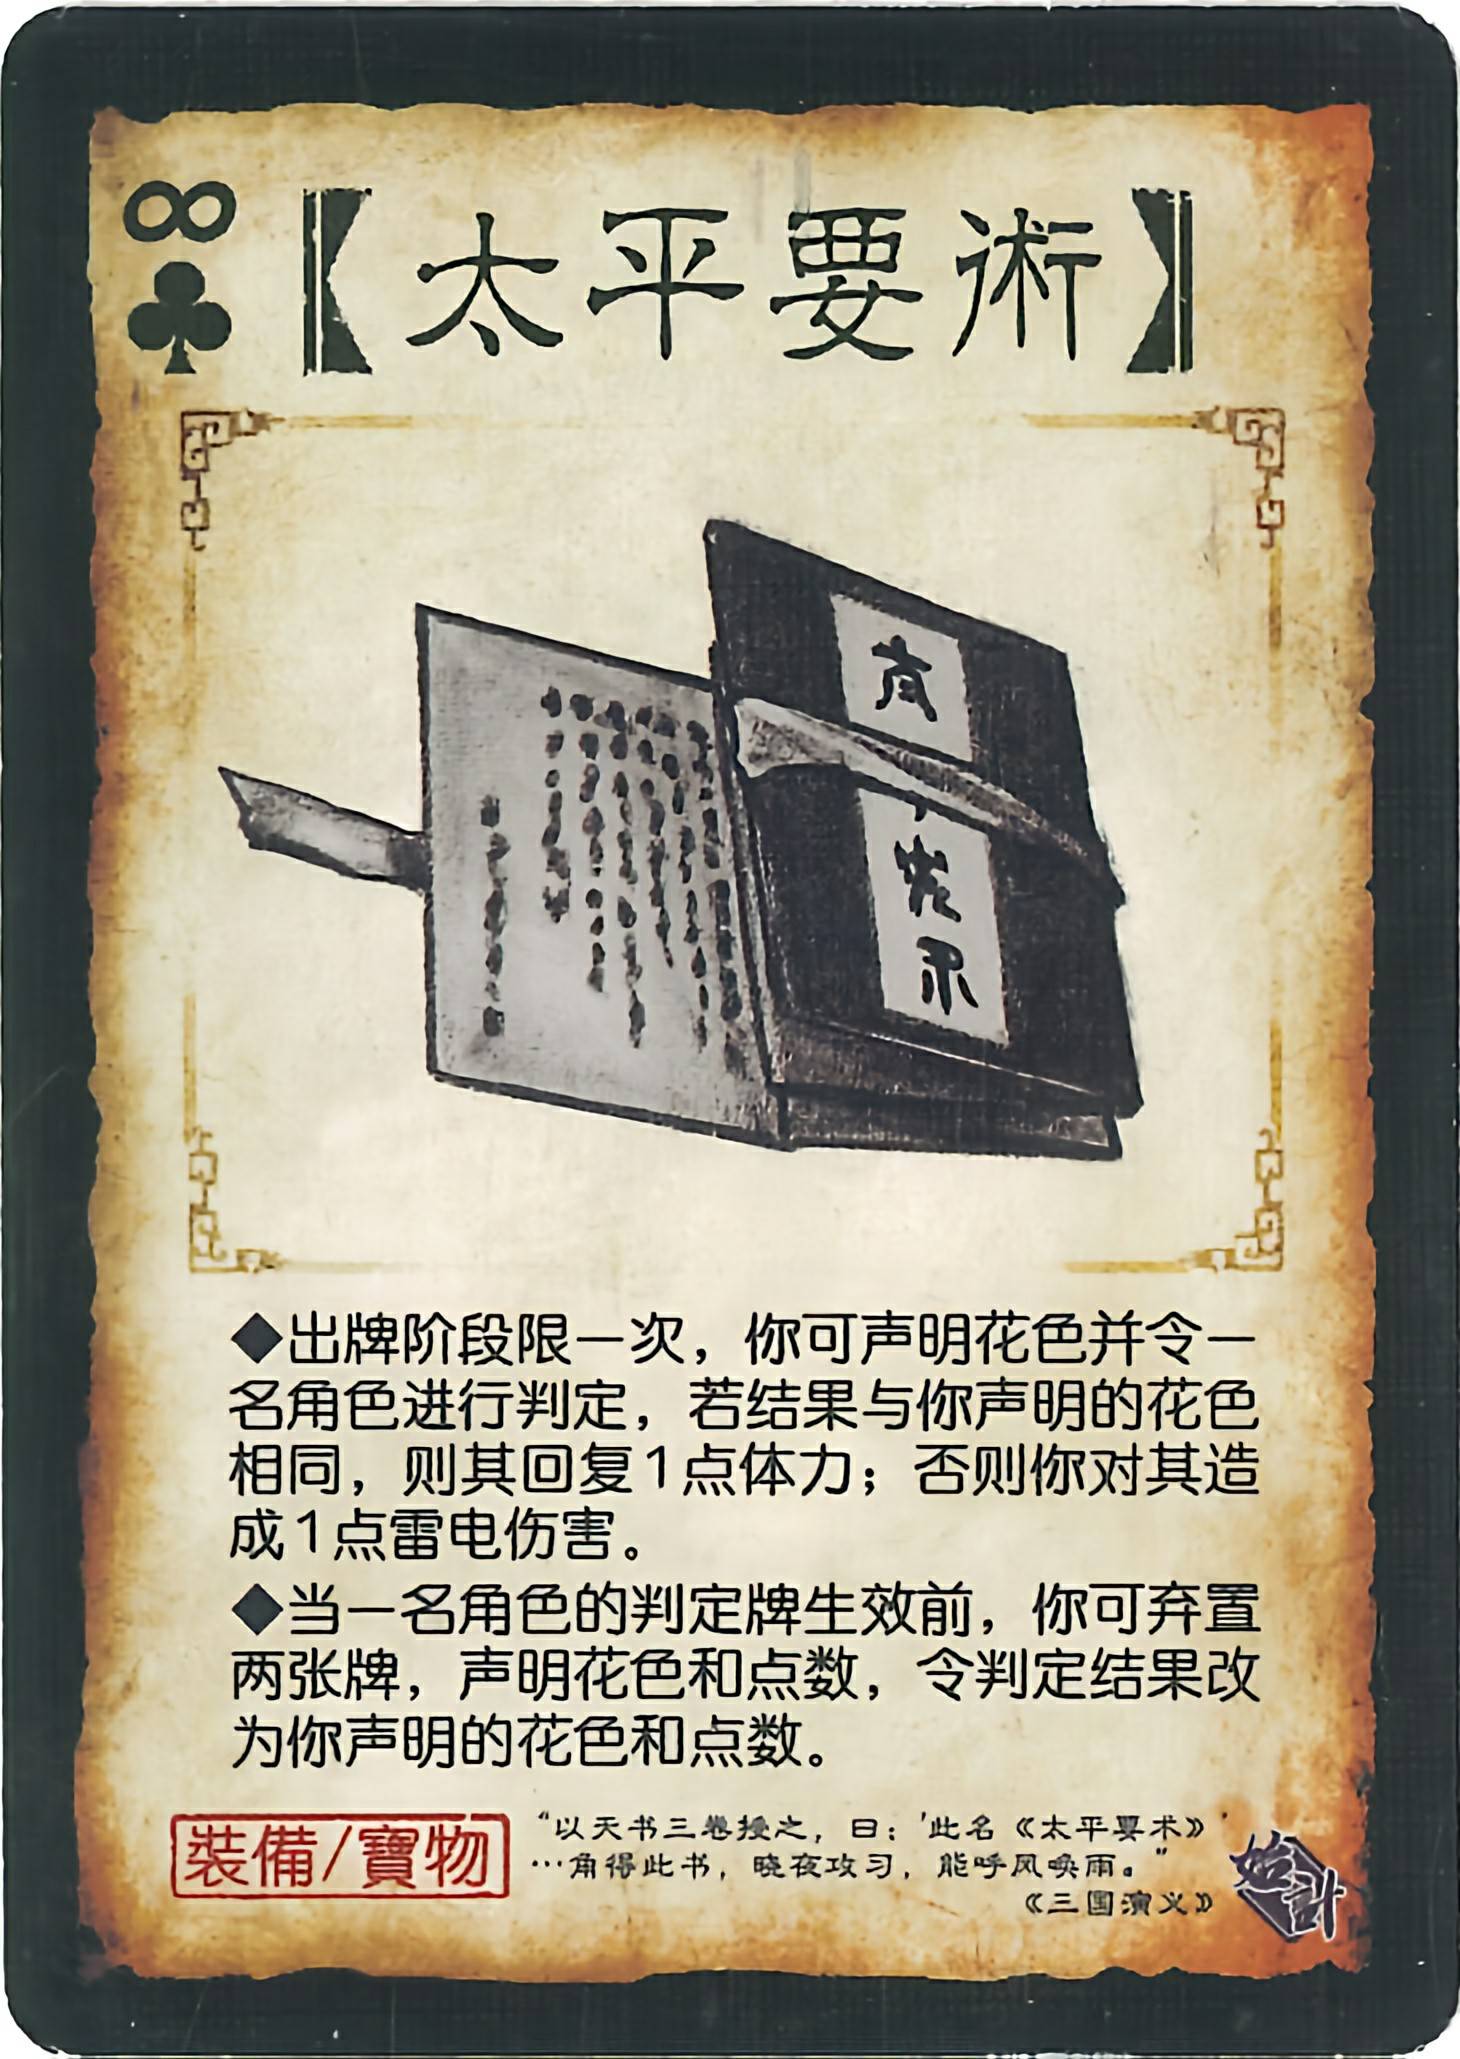 ∞
【太平要術】
◆出牌阶段限一次，你可声明花色并令一
名角色进行判定，若结果与你声明的花色
相同，则其回复1点体力；否则你对其造
成1点雷电伤害。
◆当一名角色的判定牌生效前，你可弃置
两张牌，声明花色和点数，令判定结果改
为你声明的花色和点数。
裝備/寶物
“以天书三卷授之，曰：‘此名《太平要术》’
…角得此书，晓夜攻习，能呼风唤雨。”
《三国演义》